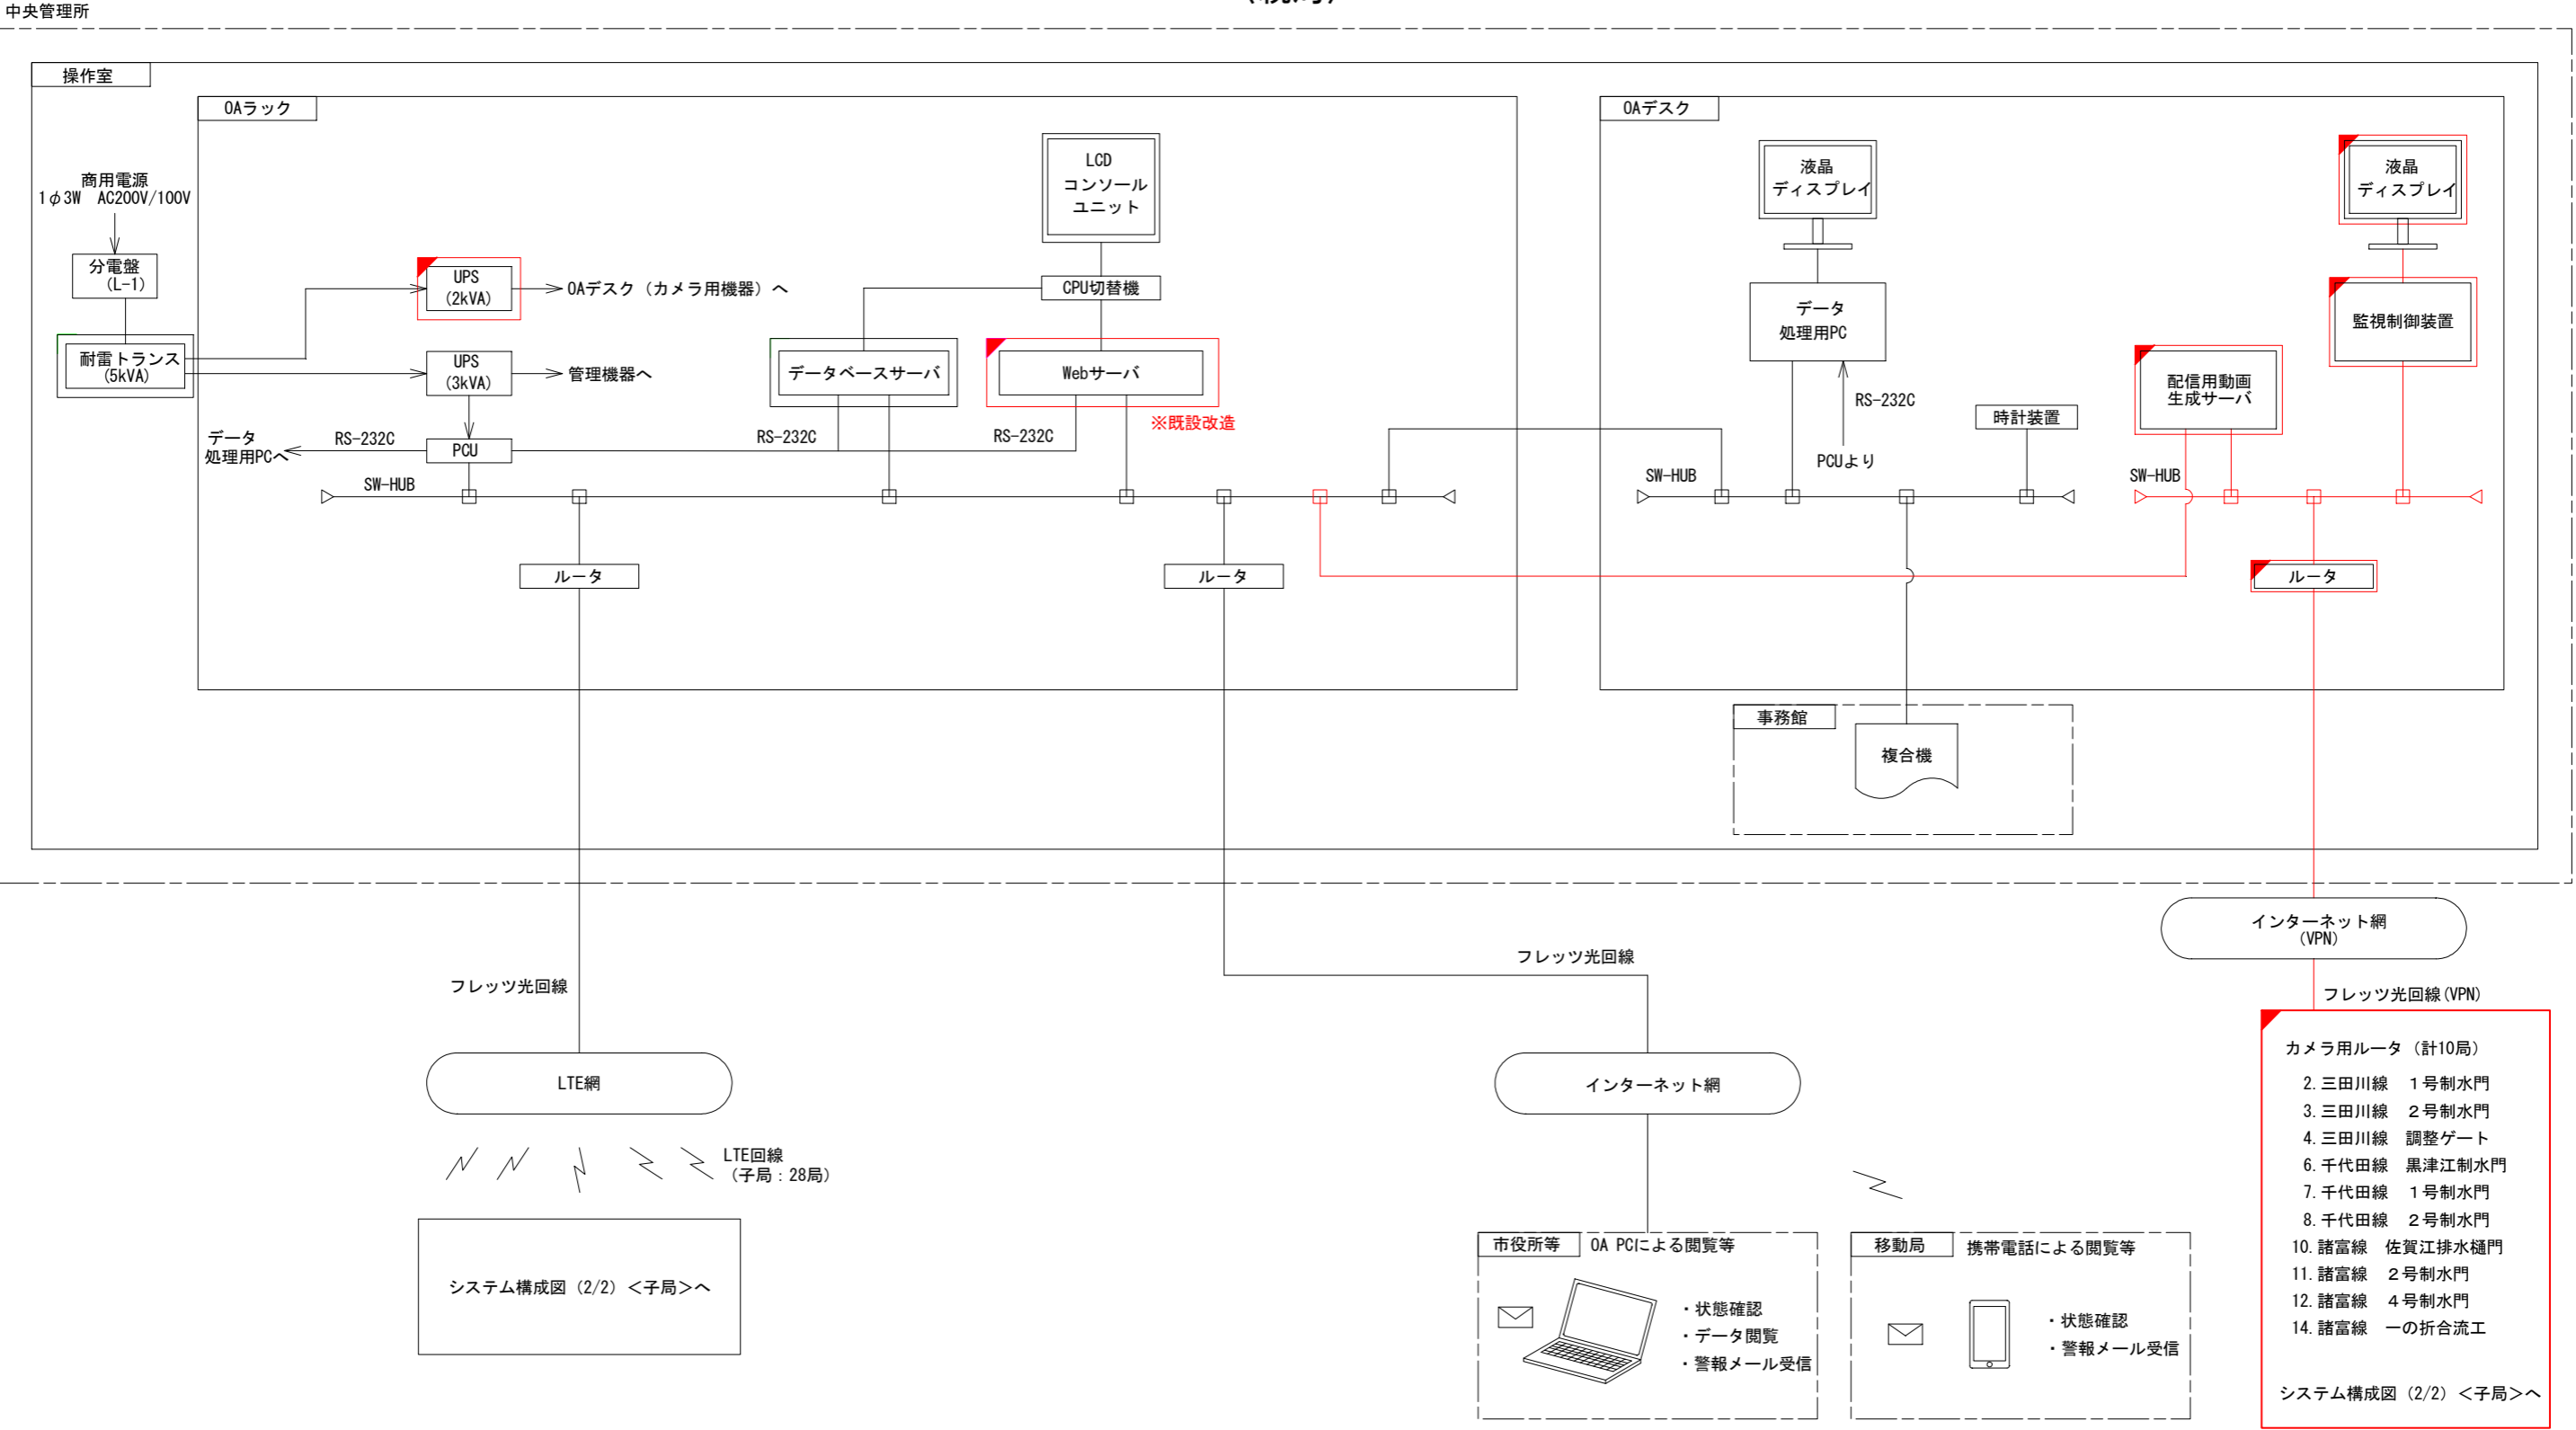 中央管理所
操作室
OAラック
OAデスク
商用電源
1φ3W AC200V/100V
分電盤
(L-1)
耐雷トランス
(5kVA)
UPS
(2kVA)
OAデスク（カメラ用機器）へ
UPS
(3kVA)
管理機器へ
データ
処理用PCへ
RS-232C
PCU
SW-HUB
LCD
コンソール
ユニット
CPU切替機
データベースサーバ
Webサーバ
※既設改造
RS-232C
RS-232C
ルータ
ルータ
液晶
ディスプレイ
データ
処理用PC
RS-232C
PCUより
時計装置
SW-HUB
液晶
ディスプレイ
監視制御装置
配信用動画
生成サーバ
SW-HUB
ルータ
事務館
複合機
フレッツ光回線
フレッツ光回線
インターネット網
(VPN)
フレッツ光回線(VPN)
LTE網
LTE回線
（子局：28局）
システム構成図（2/2）＜子局＞へ
インターネット網
市役所等
OA PCによる閲覧等
・状態確認
・データ閲覧
・警報メール受信
移動局
携帯電話による閲覧等
・状態確認
・警報メール受信
カメラ用ルータ（計10局）
2.三田川線 １号制水門
3.三田川線 ２号制水門
4.三田川線 調整ゲート
6.千代田線 黒津江制水門
7.千代田線 １号制水門
8.千代田線 ２号制水門
10.諸富線 佐賀江排水樋門
11.諸富線 ２号制水門
12.諸富線 ４号制水門
14.諸富線 一の折合流工
システム構成図（2/2）＜子局＞へ